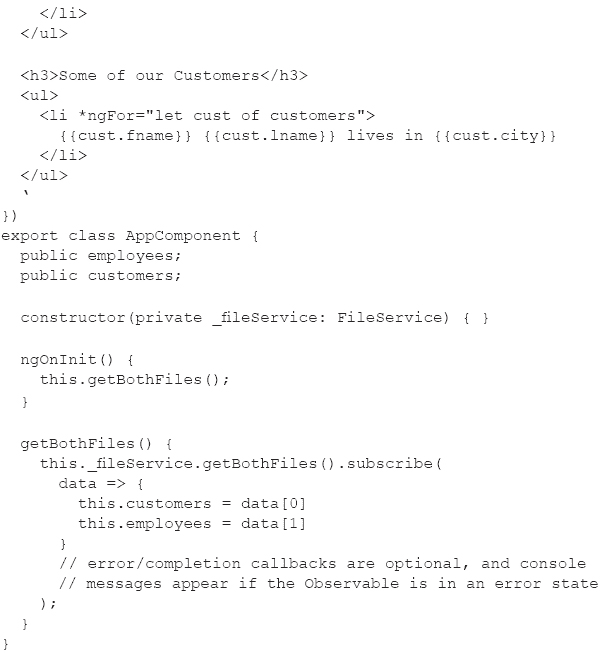 </li>
  </ul>

  <h3>Some of our Customers</h3>
  <ul>
    <li *ngFor="let cust of customers">
      {{cust.fname}} {{cust.lname}} lives in {{cust.city}}
    </li>
  </ul>
  `
})
export class AppComponent {
  public employees;
  public customers;

  constructor(private _fileService: FileService) { }

  ngOnInit() {
    this.getBothFiles();
  }

  getBothFiles() {
    this._fileService.getBothFiles().subscribe(
      data => {
        this.customers = data[0]
        this.employees = data[1]
      }
      // error/completion callbacks are optional, and console
      // messages appear if the Observable is in an error state
    );
  }
}